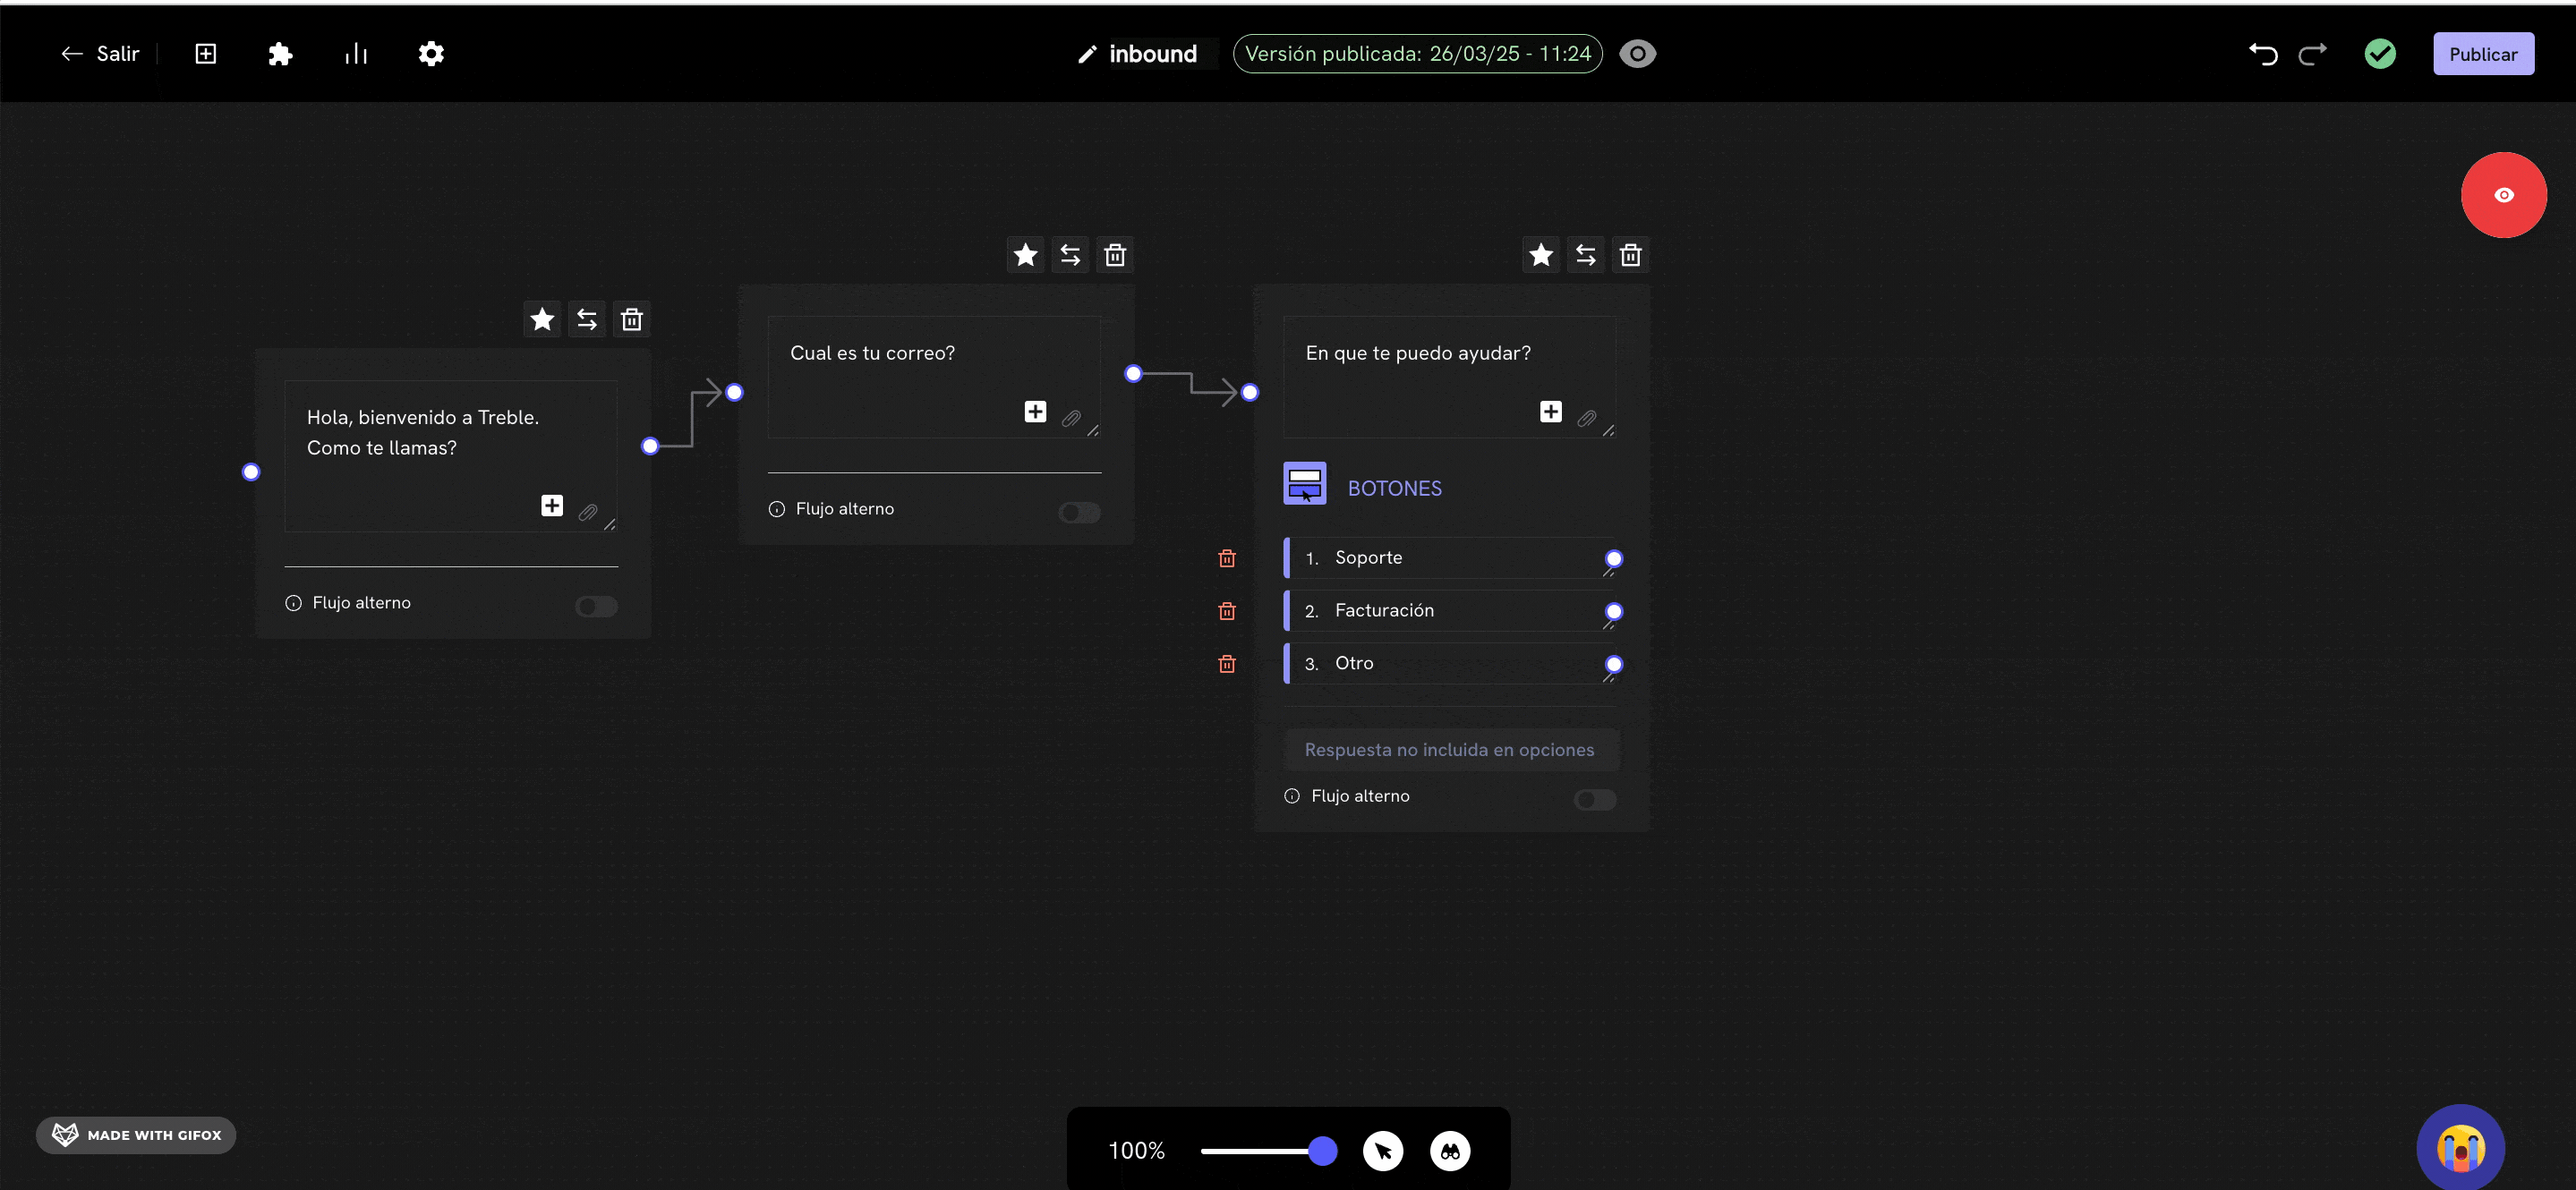 Salir
inbound
Versión publicada: 26/03/25 - 11:24
Publicar
Hola, bienvenido a Treble.
Como te llamas?
Flujo alterno
Cual es tu correo?
Flujo alterno
En que te puedo ayudar?
BOTONES
1. Soporte
2. Facturación
3. Otro
Respuesta no incluida en opciones
Flujo alterno
MADE WITH GIFOX
100%